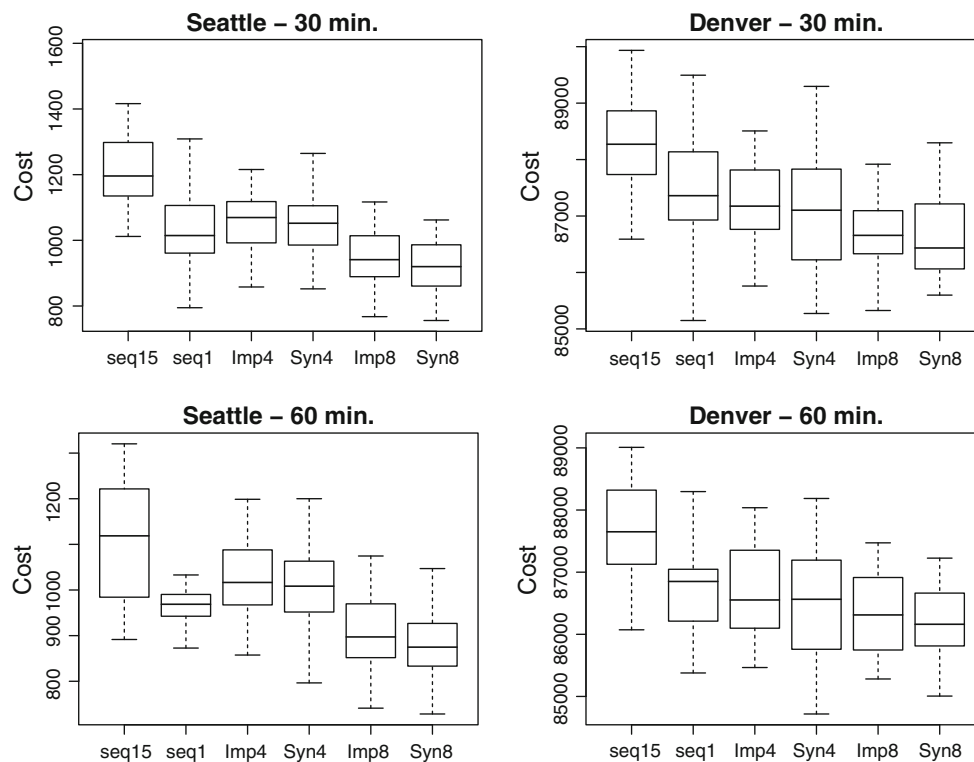 Seattle – 30 min.
Cost
1600
1400
1200
1000
800
seq15 seq1 Imp4 Syn4 Imp8 Syn8
Denver – 30 min.
Cost
89000
87000
85000
seq15 seq1 Imp4 Syn4 Imp8 Syn8
Seattle – 60 min.
Cost
1200
1000
900
800
seq15 seq1 Imp4 Syn4 Imp8 Syn8
Denver – 60 min.
Cost
89000
88000
87000
86000
85000
seq15 seq1 Imp4 Syn4 Imp8 Syn8